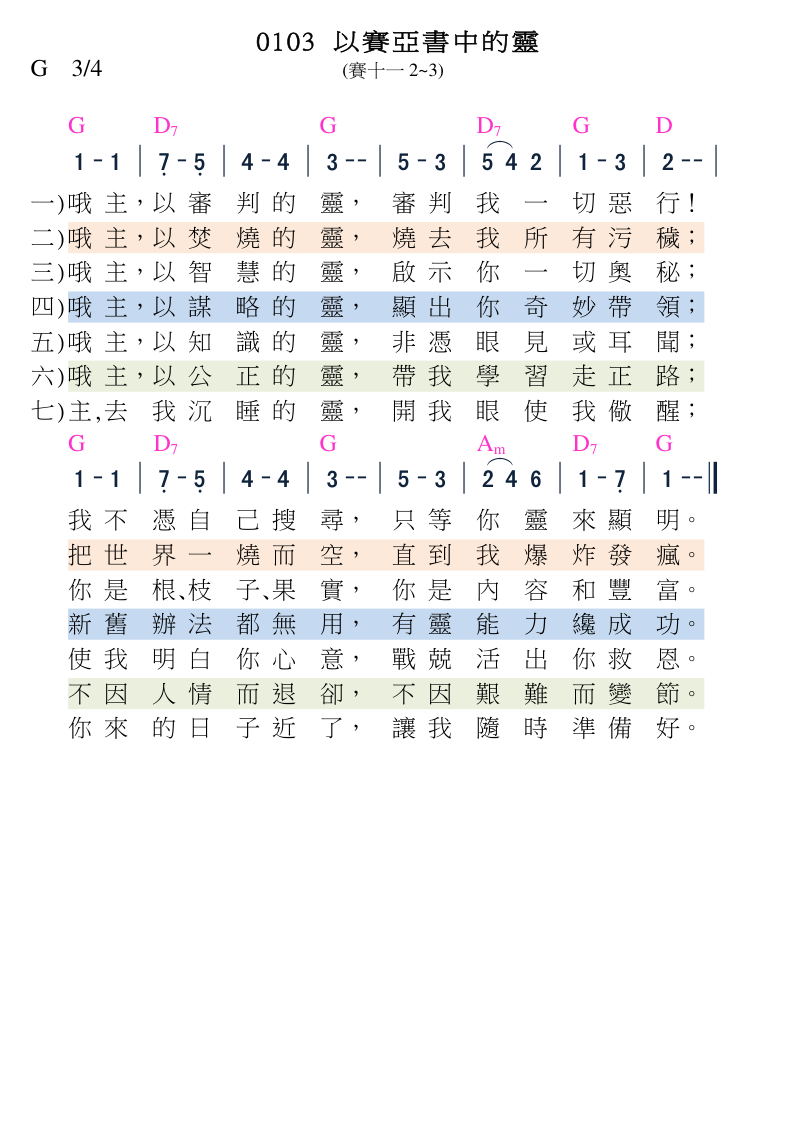 0103 以賽亞書中的靈
G 3/4 (賽十一 2~3)
G D7 G D7 G D
1 - 1 | 7 - 5 | 4 - 4 | 3 - - | 5 - 3 | 5 4 2 | 1 - 3 | 2 - - |
一)哦主，以審判的靈，審判我一切惡行！
二)哦主，以焚燒的靈，燒去我所有污穢；
三)哦主，以智慧的靈，啟示你一切奧秘；
四)哦主，以謀略的靈，顯出你奇妙帶領；
五)哦主，以知識的靈，非憑眼見或耳聞；
六)哦主，以公正的靈，帶我學習走正路；
七)主,去我沉睡的靈，開我眼使我儆醒；
G D7 G Am D7 G
1 - 1 | 7 - 5 | 4 - 4 | 3 - - | 5 - 3 | 2 4 6 | 1 - 7 | 1 - - ‖
我不憑自己搜尋，只等你靈來顯明。
把世界一燒而空，直到我爆炸發瘋。
你是根、枝子、果實，你是內容和豐富。
新舊辦法都無用，有靈能力纔成功。
使我明白你心意，戰兢活出你救恩。
不因人情而退卻，不因艱難而變節。
你來的日子近了，讓我隨時準備好。